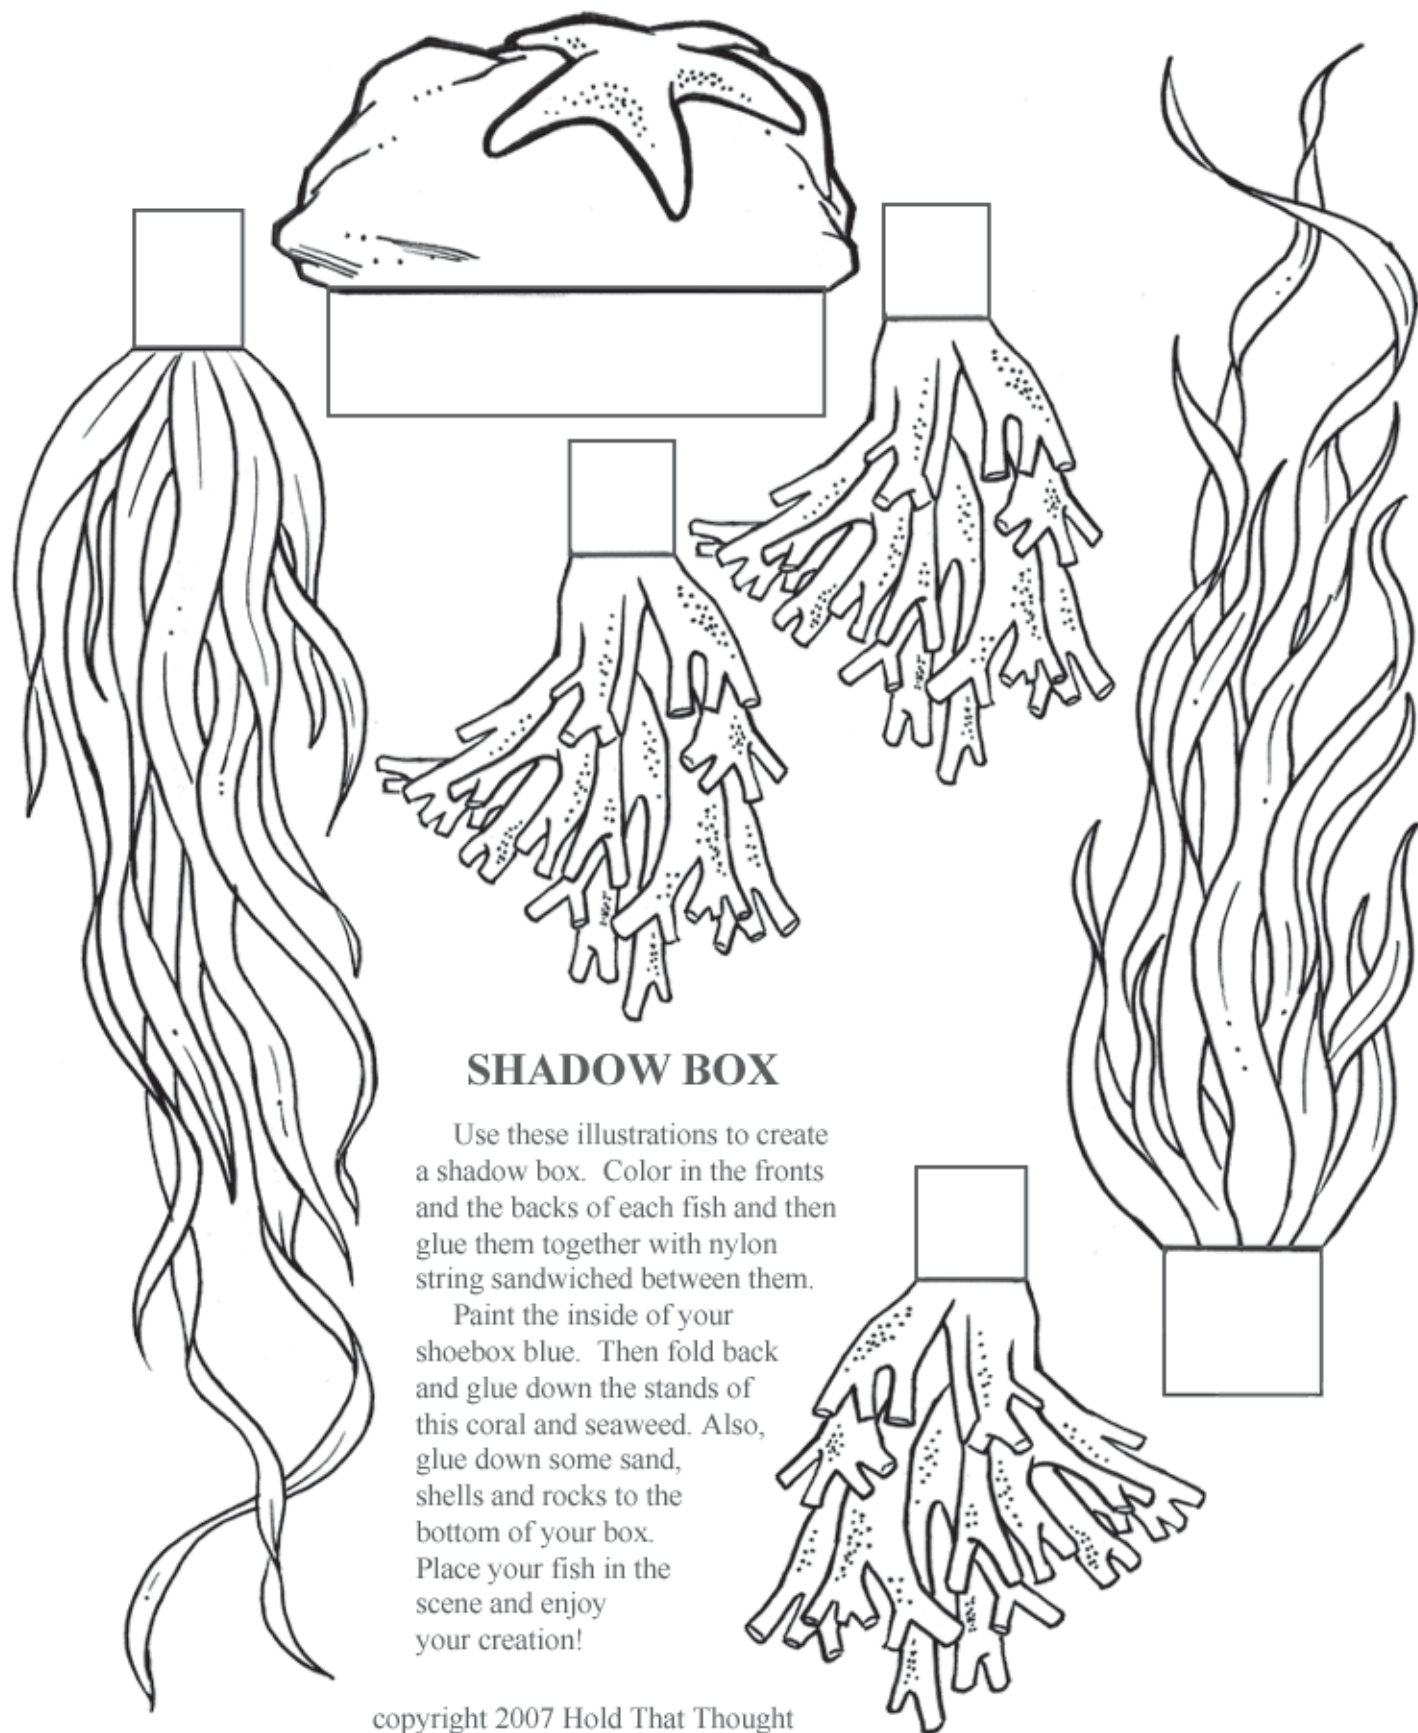 SHADOW BOX
Use these illustrations to create
a shadow box. Color in the fronts
and the backs of each fish and then
glue them together with nylon
string sandwiched between them.
Paint the inside of your
shoebox blue. Then fold back
and glue down the stands of
this coral and seaweed. Also,
glue down some sand,
shells and rocks to the
bottom of your box.
Place your fish in the
scene and enjoy
your creation!
copyright 2007 Hold That Thought